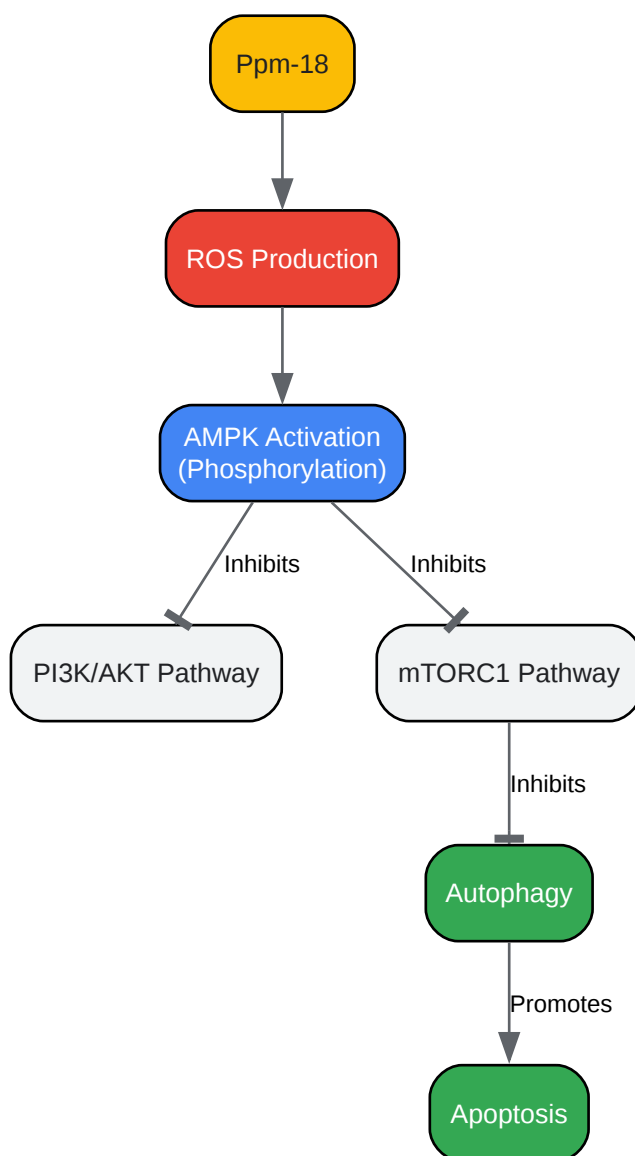 Ppm-18
ROS Production
AMPK Activation
(Phosphorylation)
Inhibits
Inhibits
PI3K/AKT Pathway
mTORC1 Pathway
Inhibits
Autophagy
Promotes
Apoptosis